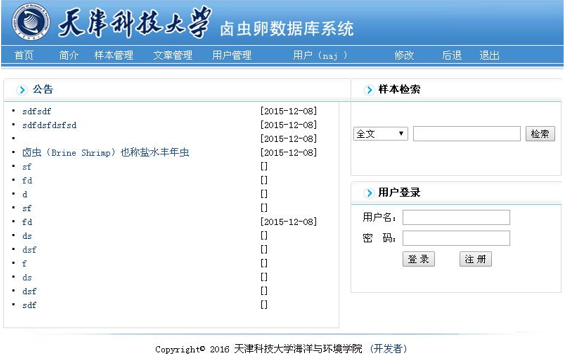 天津科技大学 卤虫卵数据库系统
首页 简介 样本管理 文章管理 用户管理 用户（naj ） 修改 后退 退出
公告
sdfsdf [2015-12-08]
sdfdsfdsfsd [2015-12-08]
[2015-12-08]
卤虫（Brine Shrimp）也称盐水丰年虫 [2015-12-08]
sf []
fd []
d []
sf []
fd [2015-12-08]
ds []
dsf []
f []
ds []
dsf []
sdf []
样本检索
全文 检索
用户登录
用户名:
密 码:
登 录 注 册
Copyright© 2016 天津科技大学海洋与环境学院 (开发者)